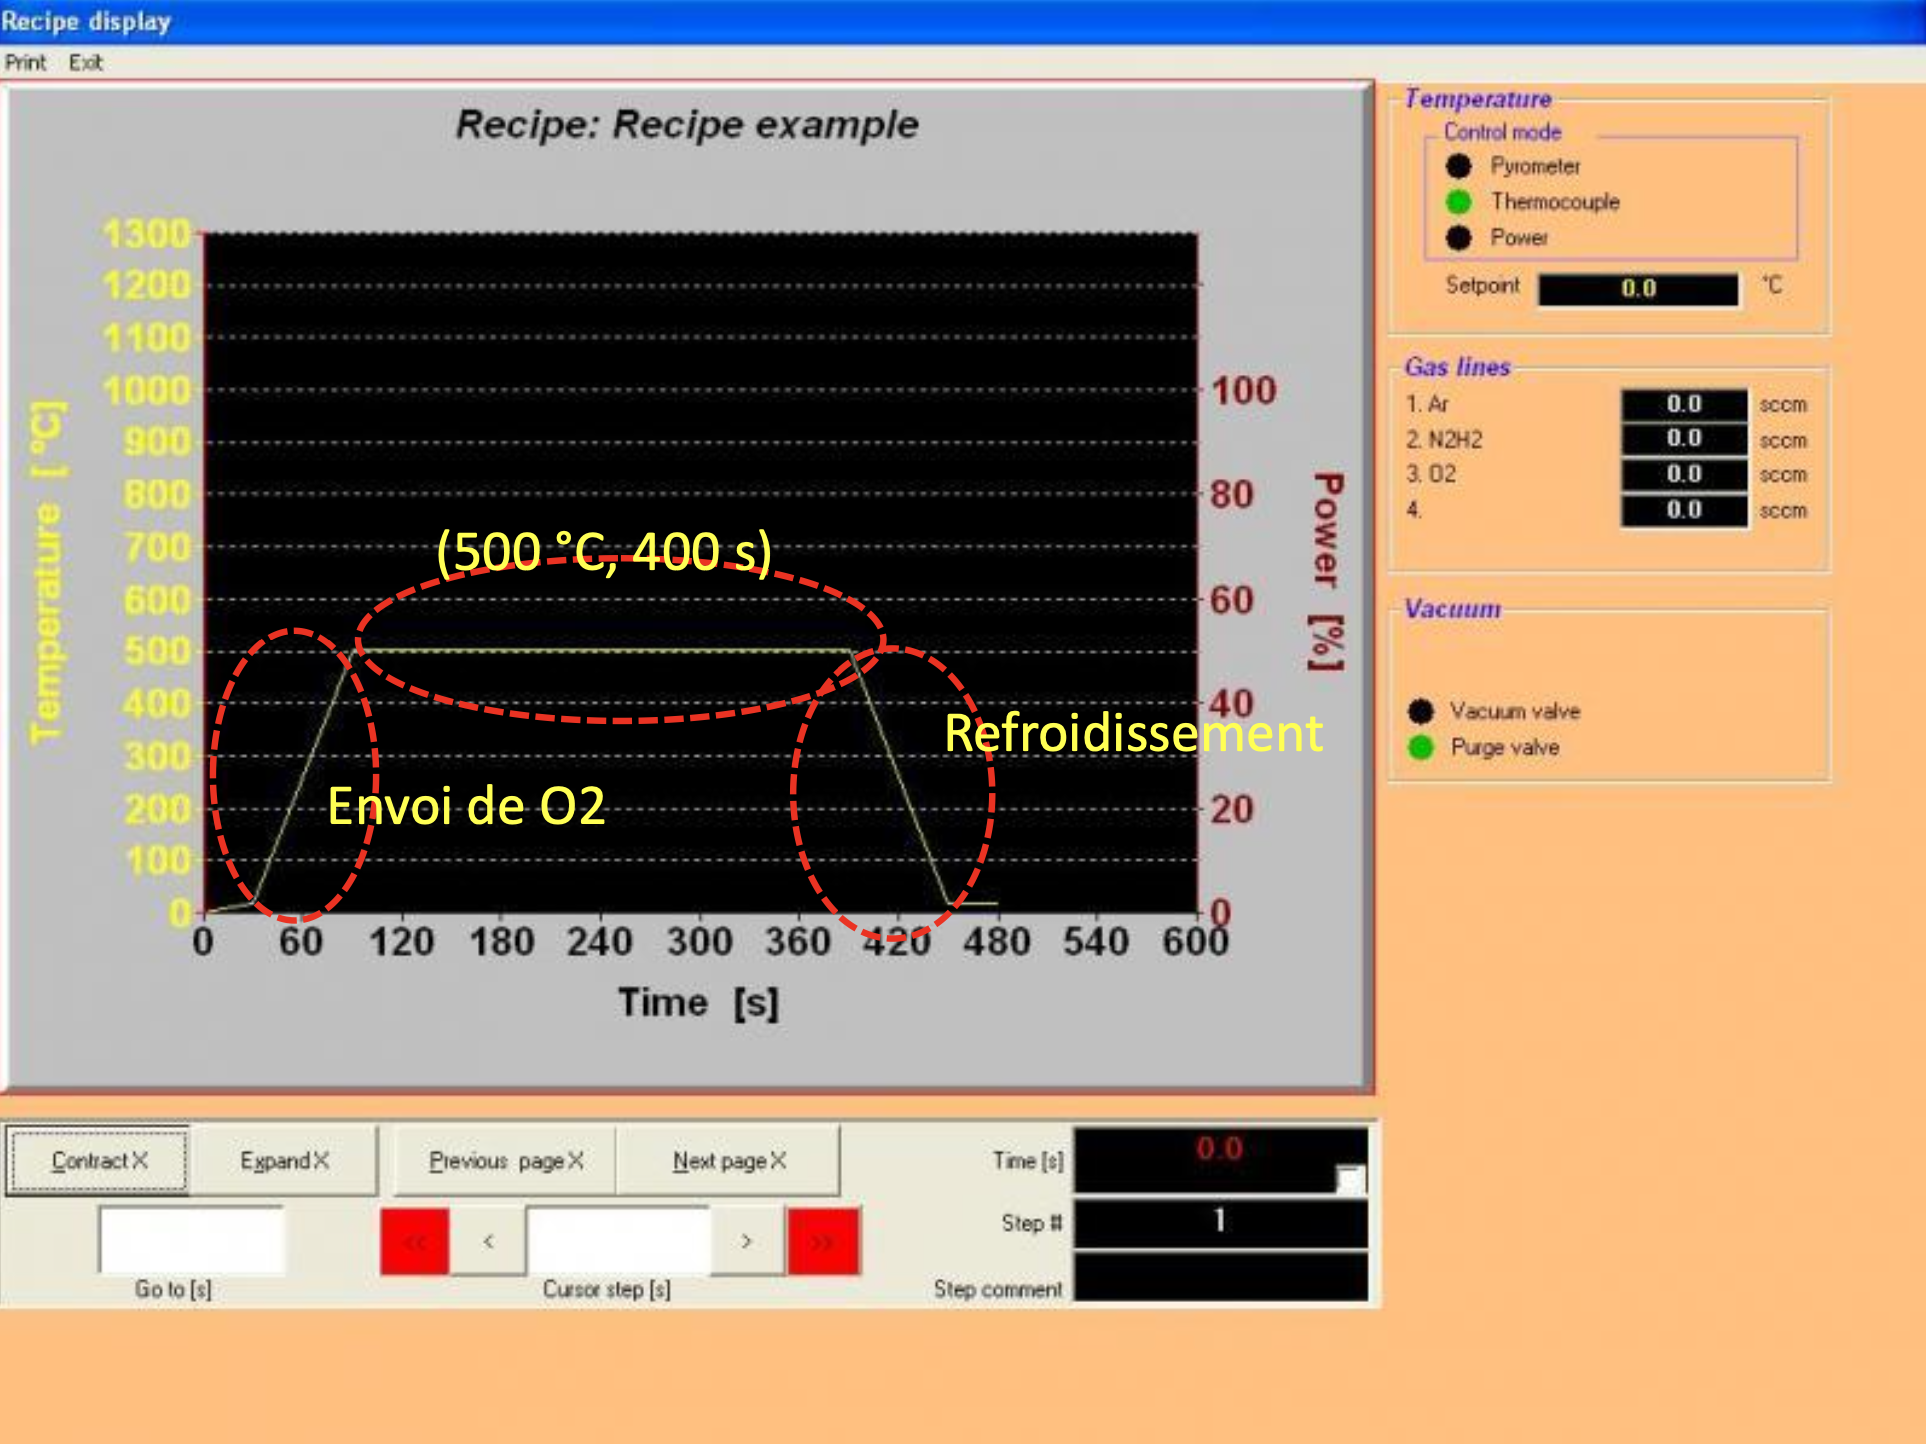 Recipe display
Print Exit
Recipe: Recipe example
Temperature [°C]
1300
1200
1100
1000
900
800
700
600
500
400
300
200
100
0
100
80
60
40
20
0
Power [%]
(500 °C, 400 s)
Refroidissement
Envoi de O2
0 60 120 180 240 300 360 420 480 540 600
Time [s]
Temperature
Control mode
Pyrometer
Thermocouple
Power
Setpoint 0.0 °C
Gas lines
1. Ar 0.0 sccm
2. N2H2 0.0 sccm
3. O2 0.0 sccm
4. 0.0 sccm
Vacuum
Vacuum valve
Purge valve
Contract X Expand X Previous page X Next page X
<< < > >>
Go to [s] Cursor step [s]
Time [s] 0.0
Step # 1
Step comment